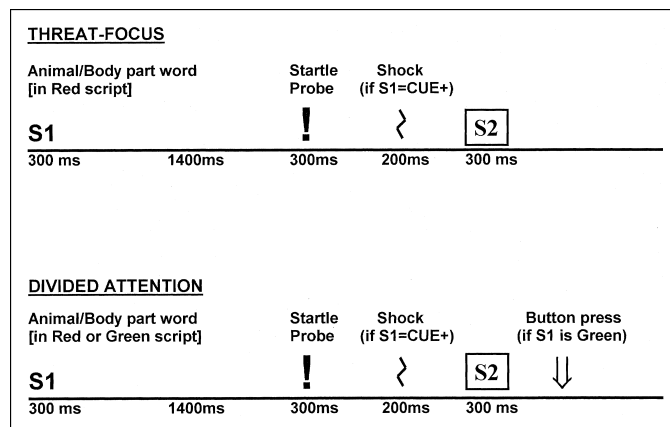 THREAT-FOCUS
Animal/Body part word Startle Shock
[in Red script] Probe (if S1=CUE+)
S1 ! S2
300 ms 1400ms 300ms 200ms 300 ms
DIVIDED ATTENTION
Animal/Body part word Startle Shock Button press
[in Red or Green script] Probe (if S1=CUE+) (if S1 is Green)
S1 ! S2
300 ms 1400ms 300ms 200ms 300 ms